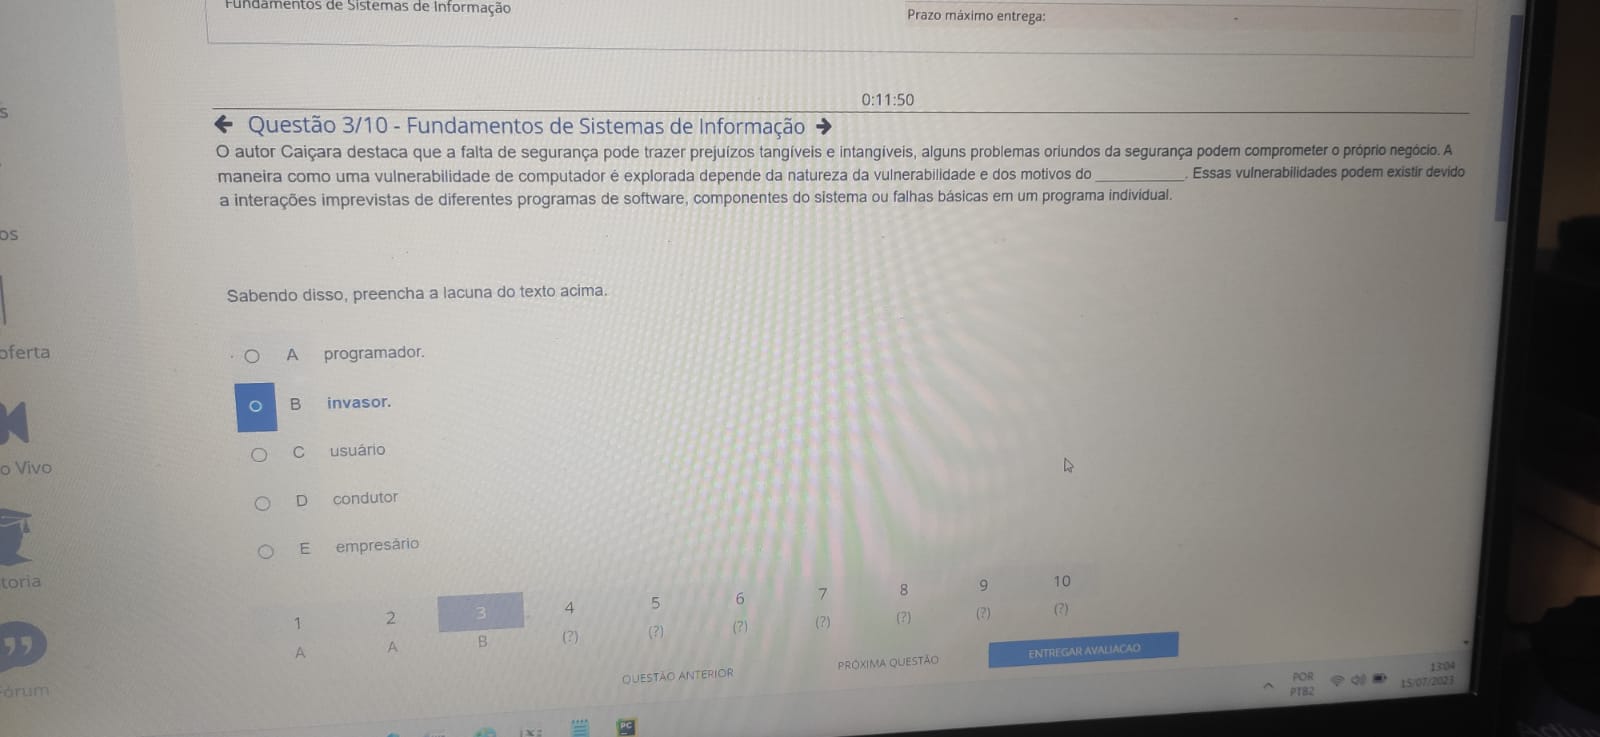 Fundamentos de Sistemas de Informação
Prazo máximo entrega:
-
0:11:50
Questão 3/10 - Fundamentos de Sistemas de Informação
O autor Caiçara destaca que a falta de segurança pode trazer prejuízos tangíveis e intangíveis, alguns problemas oriundos da segurança podem comprometer o próprio negócio. A
maneira como uma vulnerabilidade de computador é explorada depende da natureza da vulnerabilidade e dos motivos do __________. Essas vulnerabilidades podem existir devido
a interações imprevistas de diferentes programas de software, componentes do sistema ou falhas básicas em um programa individual.
Sabendo disso, preencha a lacuna do texto acima.
A programador.
B invasor.
C usuário
D condutor
E empresário
s
os
oferta
o Vivo
toria
Fórum
1 2 3 4 5 6 7 8 9 10
A A B (?) (?) (?) (?) (?) (?) (?)
QUESTÃO ANTERIOR
PRÓXIMA QUESTÃO
ENTREGAR AVALIACAO
POR
PTB2
13:04
15/07/2023
PC